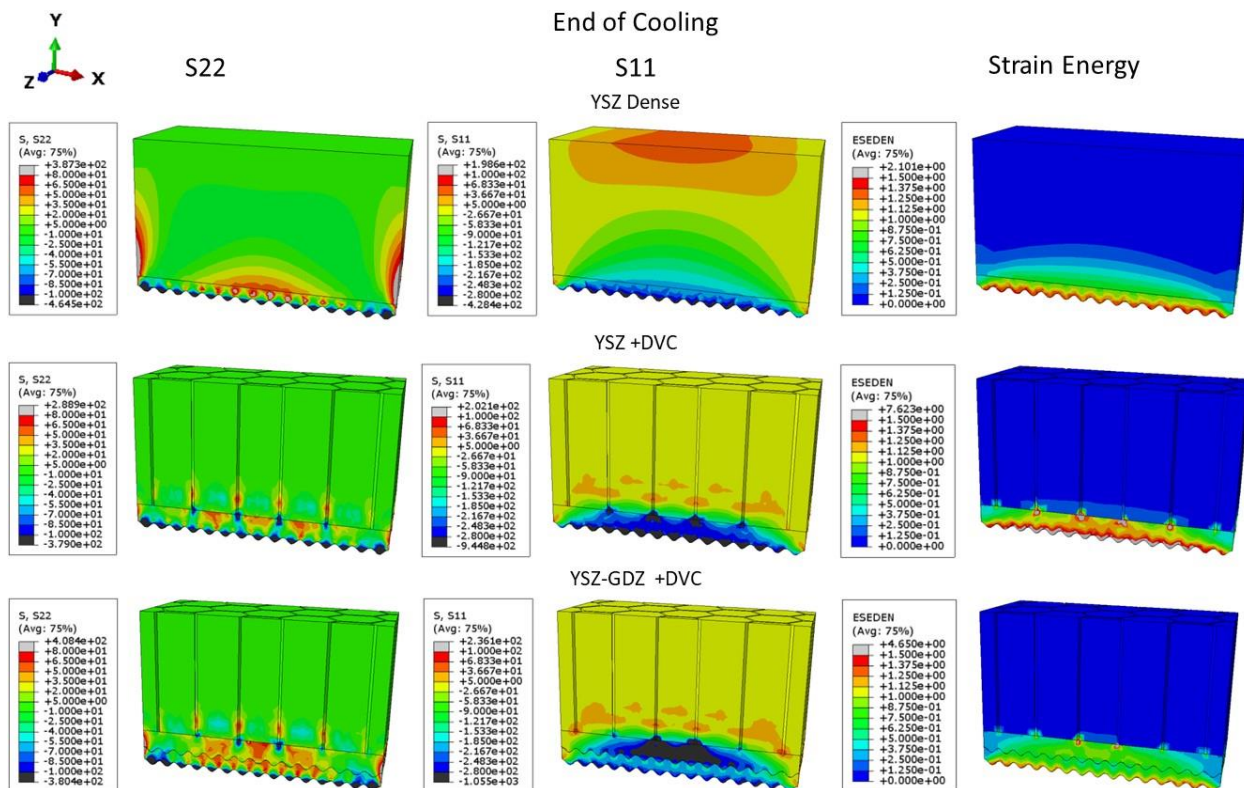 End of Cooling
Y
Z
X
S22
S11
Strain Energy
YSZ Dense
S, S22
(Avg: 75%)
+3.873e+02
+8.000e+01
+6.500e+01
+5.000e+01
+3.500e+01
+2.000e+01
+5.000e+00
-1.000e+01
-2.500e+01
-4.000e+01
-5.500e+01
-7.000e+01
-8.500e+01
-1.000e+02
-4.645e+02
S, S11
(Avg: 75%)
+1.986e+02
+1.000e+02
+6.833e+01
+3.667e+01
+5.000e+00
-2.667e+01
-5.833e+01
-9.000e+01
-1.217e+02
-1.533e+02
-1.850e+02
-2.167e+02
-2.483e+02
-2.800e+02
-4.284e+02
ESEDEN
(Avg: 75%)
+2.101e+00
+1.500e+00
+1.375e+00
+1.250e+00
+1.125e+00
+1.000e+00
+8.750e-01
+7.500e-01
+6.250e-01
+5.000e-01
+3.750e-01
+2.500e-01
+1.250e-01
+0.000e+00
YSZ +DVC
S, S22
(Avg: 75%)
+2.889e+02
+8.000e+01
+6.500e+01
+5.000e+01
+3.500e+01
+2.000e+01
+5.000e+00
-1.000e+01
-2.500e+01
-4.000e+01
-5.500e+01
-7.000e+01
-8.500e+01
-1.000e+02
-3.790e+02
S, S11
(Avg: 75%)
+2.021e+02
+1.000e+02
+6.833e+01
+3.667e+01
+5.000e+00
-2.667e+01
-5.833e+01
-9.000e+01
-1.217e+02
-1.533e+02
-1.850e+02
-2.167e+02
-2.483e+02
-2.800e+02
-9.448e+02
ESEDEN
(Avg: 75%)
+7.623e+00
+1.500e+00
+1.375e+00
+1.250e+00
+1.125e+00
+1.000e+00
+8.750e-01
+7.500e-01
+6.250e-01
+5.000e-01
+3.750e-01
+2.500e-01
+1.250e-01
+0.000e+00
YSZ-GDZ +DVC
S, S22
(Avg: 75%)
+4.084e+02
+8.000e+01
+6.500e+01
+5.000e+01
+3.500e+01
+2.000e+01
+5.000e+00
-1.000e+01
-2.500e+01
-4.000e+01
-5.500e+01
-7.000e+01
-8.500e+01
-1.000e+02
-3.804e+02
S, S11
(Avg: 75%)
+2.361e+02
+1.000e+02
+6.833e+01
+3.667e+01
+5.000e+00
-2.667e+01
-5.833e+01
-9.000e+01
-1.217e+02
-1.533e+02
-1.850e+02
-2.167e+02
-2.483e+02
-2.800e+02
-1.055e+03
ESEDEN
(Avg: 75%)
+4.650e+00
+1.500e+00
+1.375e+00
+1.250e+00
+1.125e+00
+1.000e+00
+8.750e-01
+7.500e-01
+6.250e-01
+5.000e-01
+3.750e-01
+2.500e-01
+1.250e-01
+0.000e+00